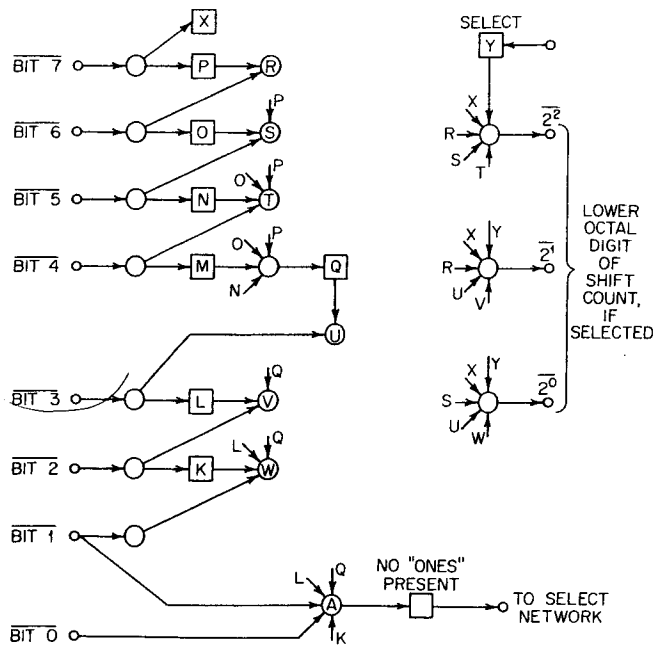 X
SELECT
Y
BIT 7
P
R
P
X
R
S
T
2²
BIT 6
O
S
P
BIT 5
O
N
T
P
BIT 4
O
M
N
Q
X
Y
R
U
V
2¹
LOWER
OCTAL
DIGIT
OF
SHIFT
COUNT,
IF
SELECTED
U
BIT 3
L
Q
V
X
Y
S
U
W
2⁰
BIT 2
K
L
Q
W
BIT 1
L
Q
A
K
NO "ONES"
PRESENT
TO SELECT
NETWORK
BIT 0